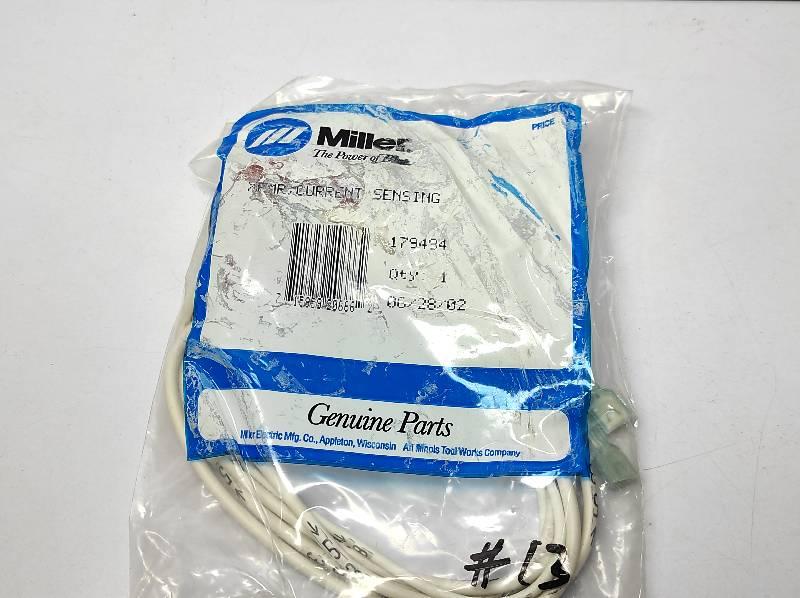 Miller
PRICE
The Power of
XFMR,CURRENT SENSING
179494
Qty: 1
06/28/02
Genuine Parts
Miller Electric Mfg. Co., Appleton, Wisconsin An Illinois Tool Works Company
#13